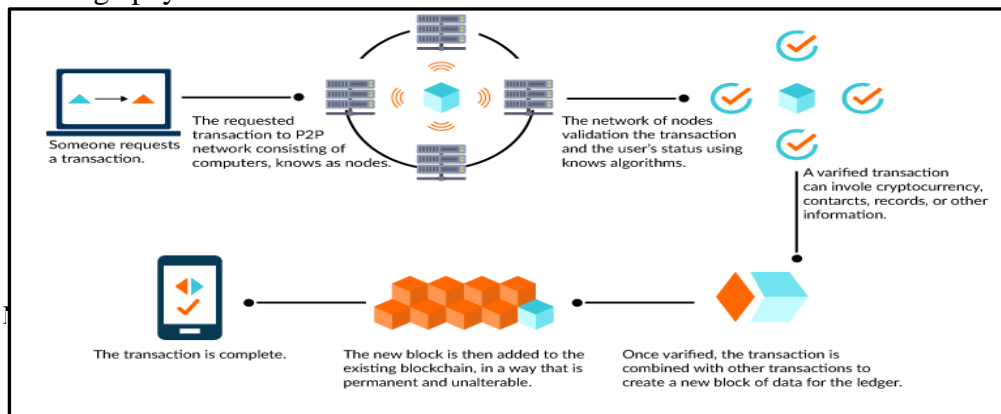 Someone requests
a transaction.
The requested
transaction to P2P
network consisting of
computers, knows as nodes.
The network of nodes
validation the transaction
and the user's status using
knows algorithms.
A varified transaction
can invole cryptocurrency,
contarcts, records, or other
information.
Once varified, the transaction is
combined with other transactions to
create a new block of data for the ledger.
The new block is then added to the
existing blockchain, in a way that is
permanent and unalterable.
The transaction is complete.